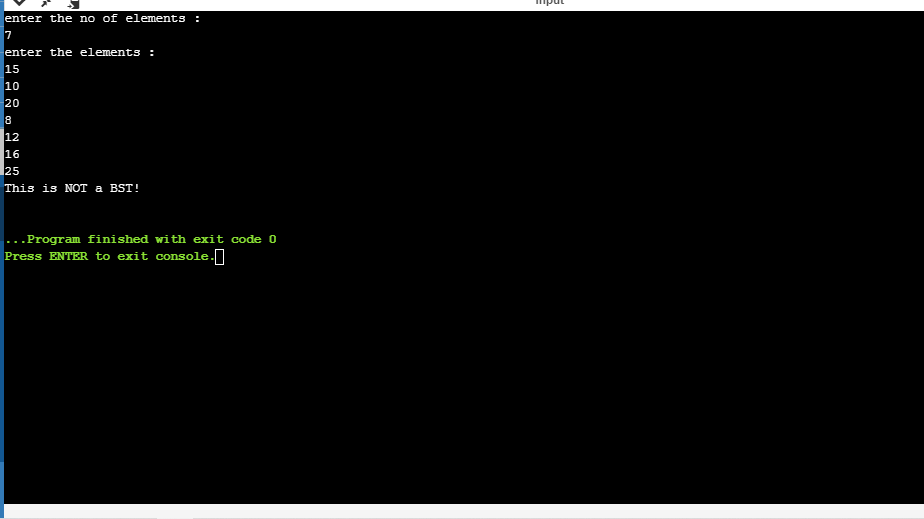 input
enter the no of elements :
7
enter the elements :
15
10
20
8
12
16
25
This is NOT a BST!
...Program finished with exit code 0
Press ENTER to exit console.